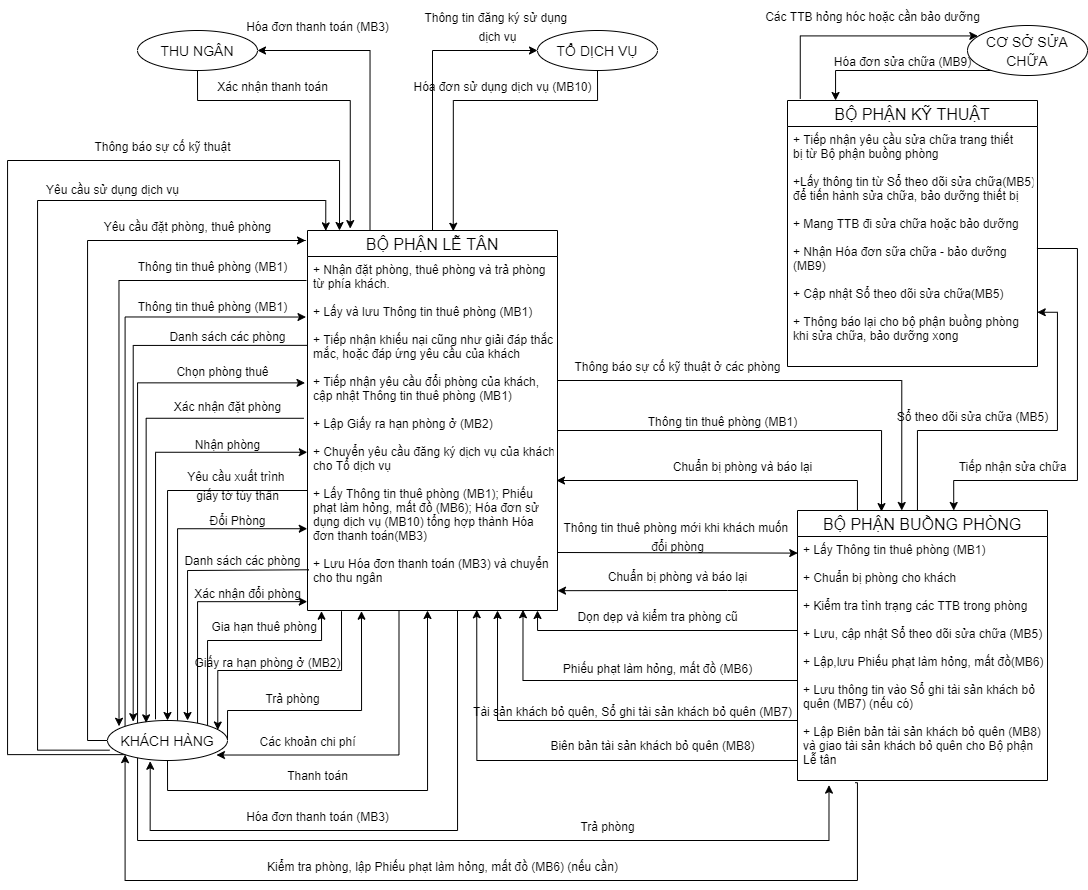 Hóa đơn thanh toán (MB3)
THU NGÂN
Xác nhận thanh toán
Thông tin đăng ký sử dụng
dịch vụ
TỔ DỊCH VỤ
Hóa đơn sử dụng dịch vụ (MB10)
Các TTB hỏng hóc hoặc cần bảo dưỡng
CƠ SỞ SỬA
CHỮA
Hóa đơn sửa chữa (MB9)
BỘ PHẬN KỸ THUẬT
+ Tiếp nhận yêu cầu sửa chữa trang thiết
bị từ Bộ phận buồng phòng
+Lấy thông tin từ Sổ theo dõi sửa chữa(MB5)
để tiến hành sửa chữa, bảo dưỡng thiết bị
+ Mang TTB đi sửa chữa hoặc bảo dưỡng
+ Nhận Hóa đơn sữa chữa - bảo dưỡng
(MB9)
+ Cập nhật Sổ theo dõi sửa chữa(MB5)
+ Thông báo lại cho bộ phận buồng phòng
khi sửa chữa, bảo dưỡng xong
Thông báo sự cố kỹ thuật
Yêu cầu sử dụng dịch vụ
Yêu cầu đặt phòng, thuê phòng
Thông tin thuê phòng (MB1)
Thông tin thuê phòng (MB1)
Danh sách các phòng
Chọn phòng thuê
Xác nhận đặt phòng
Nhận phòng
Yêu cầu xuất trình
giấy tờ tùy thân
Đổi Phòng
Danh sách các phòng
Xác nhận đổi phòng
Gia hạn thuê phòng
Giấy ra hạn phòng ở (MB2)
Trả phòng
KHÁCH HÀNG
Các khoản chi phí
Thanh toán
Hóa đơn thanh toán (MB3)
BỘ PHẬN LỄ TÂN
+ Nhận đặt phòng, thuê phòng và trả phòng
từ phía khách.
+ Lấy và lưu Thông tin thuê phòng (MB1)
+ Tiếp nhận khiếu nại cũng như giải đáp thắc
mắc, hoặc đáp ứng yêu cầu của khách
+ Tiếp nhận yêu cầu đổi phòng của khách,
cập nhật Thông tin thuê phòng (MB1)
+ Lập Giấy ra hạn phòng ở (MB2)
+ Chuyển yêu cầu đăng ký dịch vụ của khách
cho Tổ dịch vụ
+ Lấy Thông tin thuê phòng (MB1); Phiếu
phạt làm hỏng, mất đồ (MB6); Hóa đơn sử
dụng dịch vụ (MB10) tổng hợp thành Hóa
đơn thanh toán(MB3)
+ Lưu Hóa đơn thanh toán (MB3) và chuyển
cho thu ngân
Thông báo sự cố kỹ thuật ở các phòng
Thông tin thuê phòng (MB1)
Chuẩn bị phòng và báo lại
Thông tin thuê phòng mới khi khách muốn
đổi phòng
Chuẩn bị phòng và báo lại
Dọn dẹp và kiểm tra phòng cũ
Phiếu phạt làm hỏng, mất đồ (MB6)
Tài sản khách bỏ quên, Sổ ghi tài sản khách bỏ quên (MB7)
Biên bản tài sản khách bỏ quên (MB8)
Sổ theo dõi sửa chữa (MB5)
Tiếp nhận sửa chữa
BỘ PHẬN BUỒNG PHÒNG
+ Lấy Thông tin thuê phòng (MB1)
+ Chuẩn bị phòng cho khách
+ Kiểm tra tình trạng các TTB trong phòng
+ Lưu, cập nhật Sổ theo dõi sửa chữa (MB5)
+ Lập,lưu Phiếu phạt làm hỏng, mất đồ(MB6)
+ Lưu thông tin vào Sổ ghi tài sản khách bỏ
quên (MB7) (nếu có)
+ Lập Biên bản tài sản khách bỏ quên (MB8)
và giao tài sản khách bỏ quên cho Bộ phận
Lễ tân
Trả phòng
Kiểm tra phòng, lập Phiếu phạt làm hỏng, mất đồ (MB6) (nếu cần)